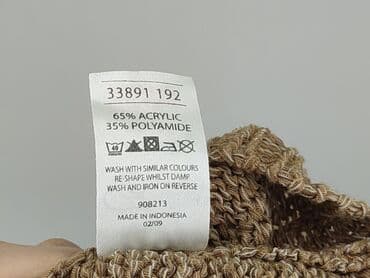 33891 192
65% ACRYLIC
35% POLYAMIDE
40
WASH WITH SIMILAR COLOURS
RE-SHAPE WHILST DAMP
WASH AND IRON ON REVERSE
908213
MADE IN INDONESIA
02/09